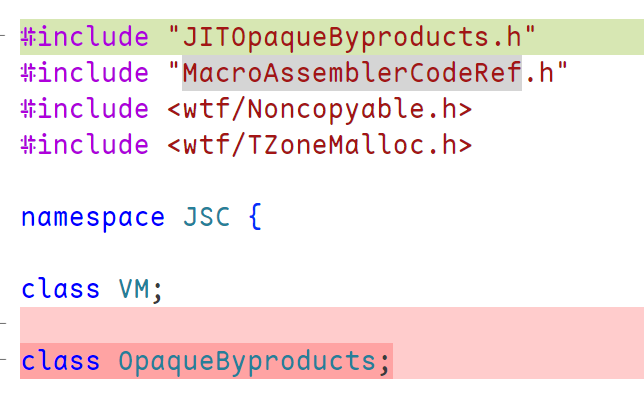 #include "JITOpaqueByproducts.h"
#include "MacroAssemblerCodeRef.h"
#include <wtf/Noncopyable.h>
#include <wtf/TZoneMalloc.h>
namespace JSC {
class VM;
class OpaqueByproducts;